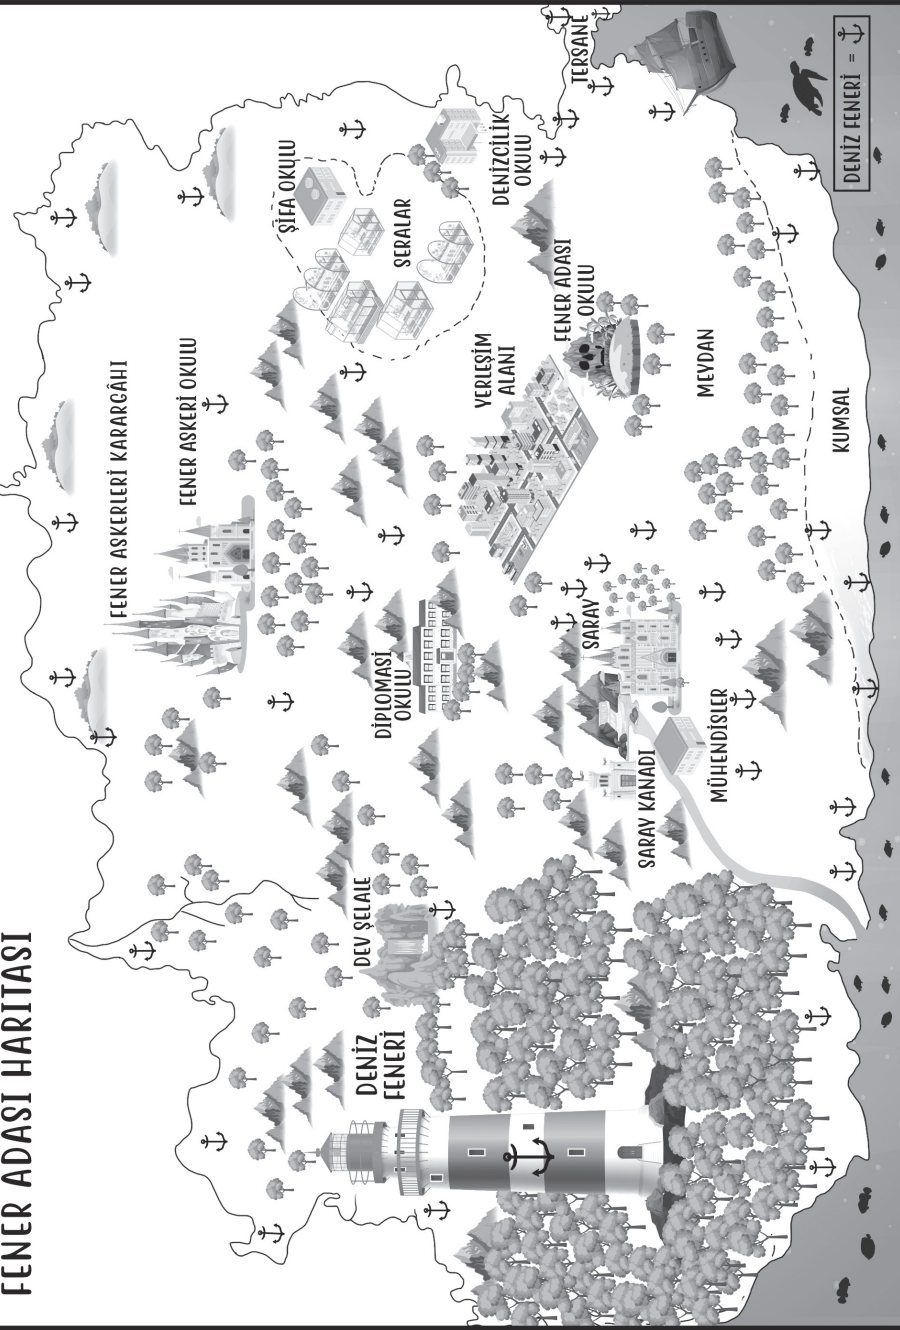 FENER ADASI HARITASI
FENER ASKERLERİ KARARGÂHI
FENER ASKERİ OKULU
ŞİFA OKULU
SERALAR
DENİZCİLİK
OKULU
TERSANE
DENİZ FENERİ =
YERLEŞİM
ALANI
FENER ADASI
OKULU
MEYDAN
KUMSAL
DİPLOMASİ
OKULU
SARAY
SARAY KANADI
MÜHENDİSLER
DEV ŞELALE
DENİZ
FENERİ